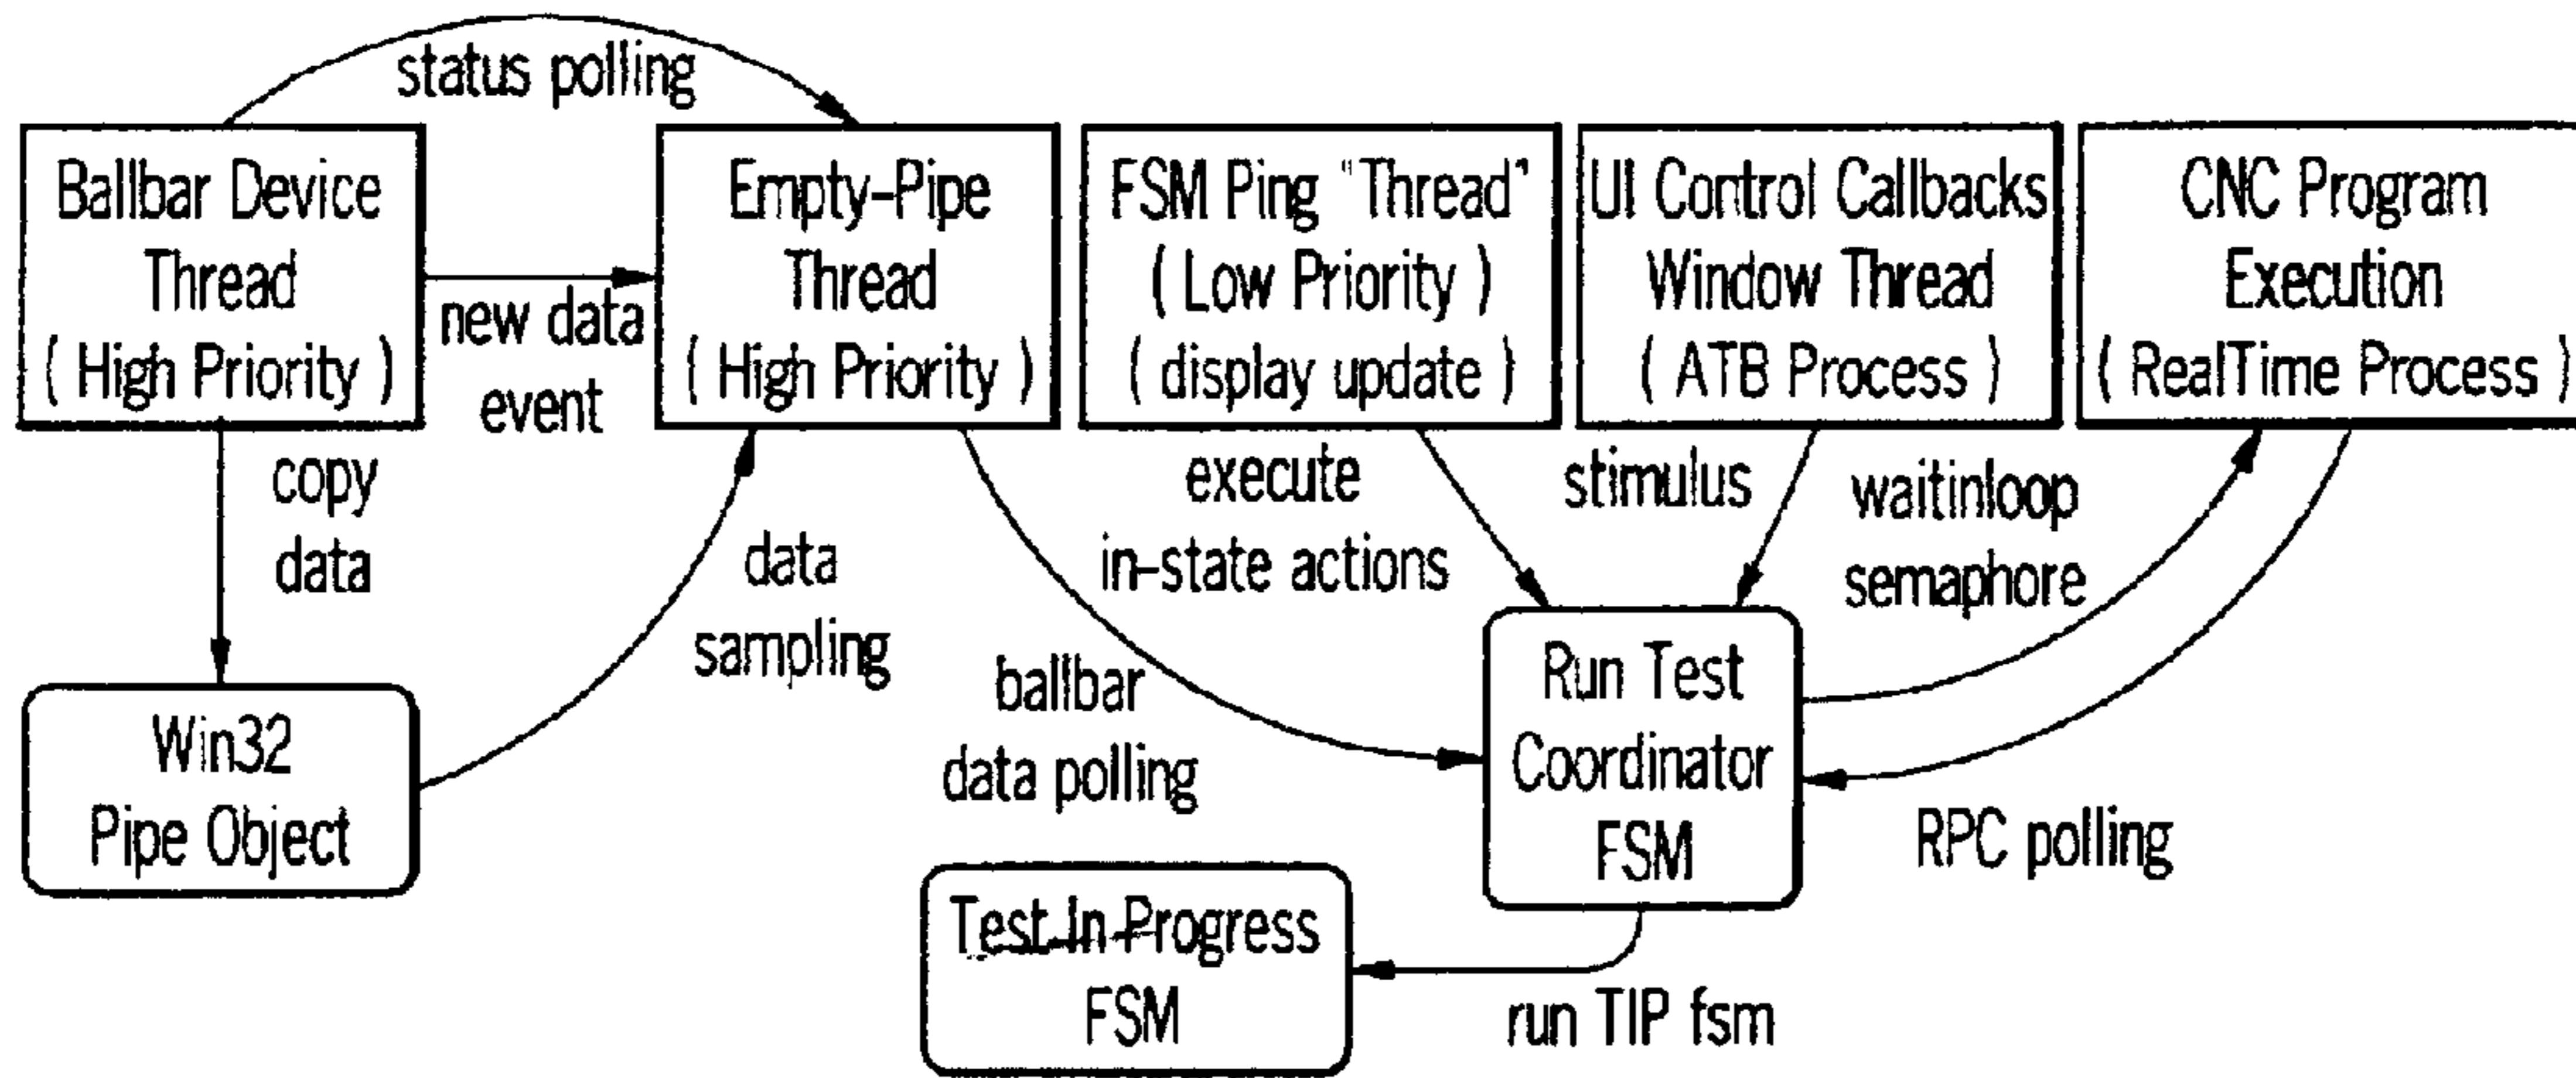 status polling
Ballbar Device
Thread
( High Priority )
new data
event
Empty-Pipe
Thread
( High Priority )
FSM Ping "Thread"
( Low Priority )
( display update )
UI Control Callbacks
Window Thread
( ATB Process )
CNC Program
Execution
( RealTime Process )
copy
data
data
sampling
ballbar
data polling
execute
in-state actions
stimulus
waitinloop
semaphore
Win32
Pipe Object
Run Test
Coordinator
FSM
RPC polling
Test-In-Progress
FSM
run TIP fsm